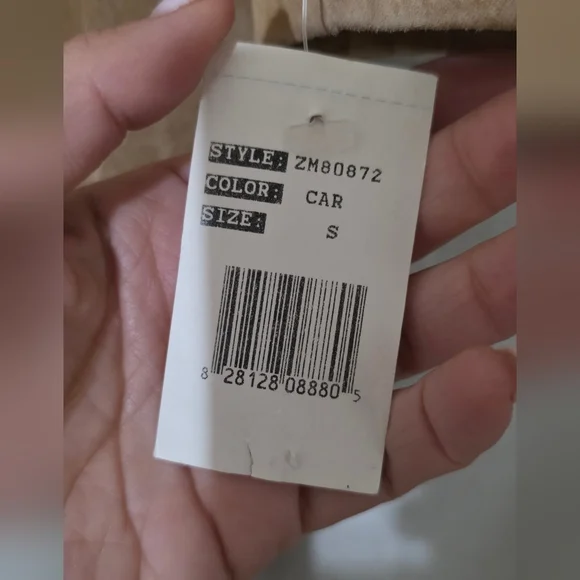 STYLE: ZM80872
COLOR: CAR
SIZE: S
8 28128 08880 5